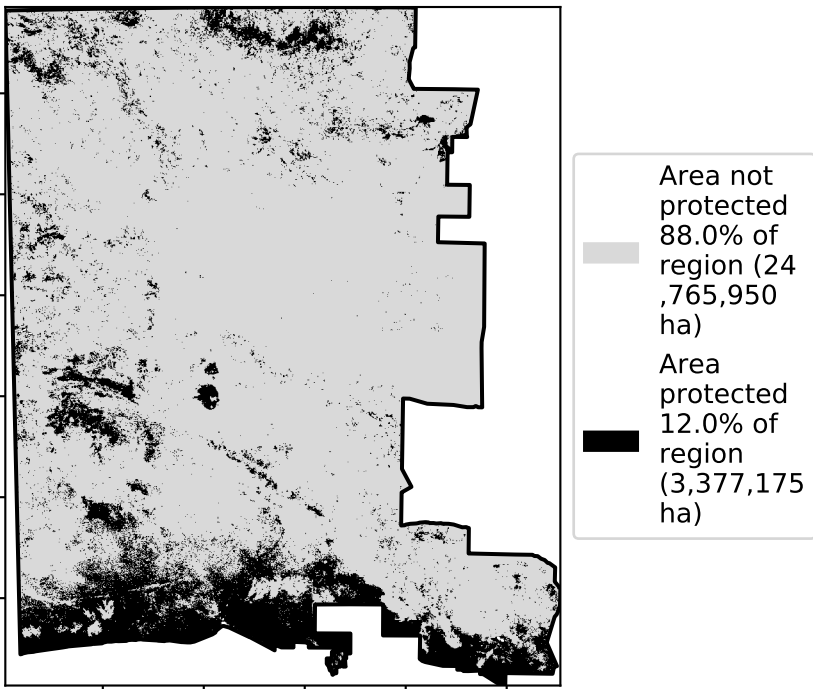 Area not
protected
88.0% of
region (24
,765,950
ha)
Area
protected
12.0% of
region
(3,377,175
ha)